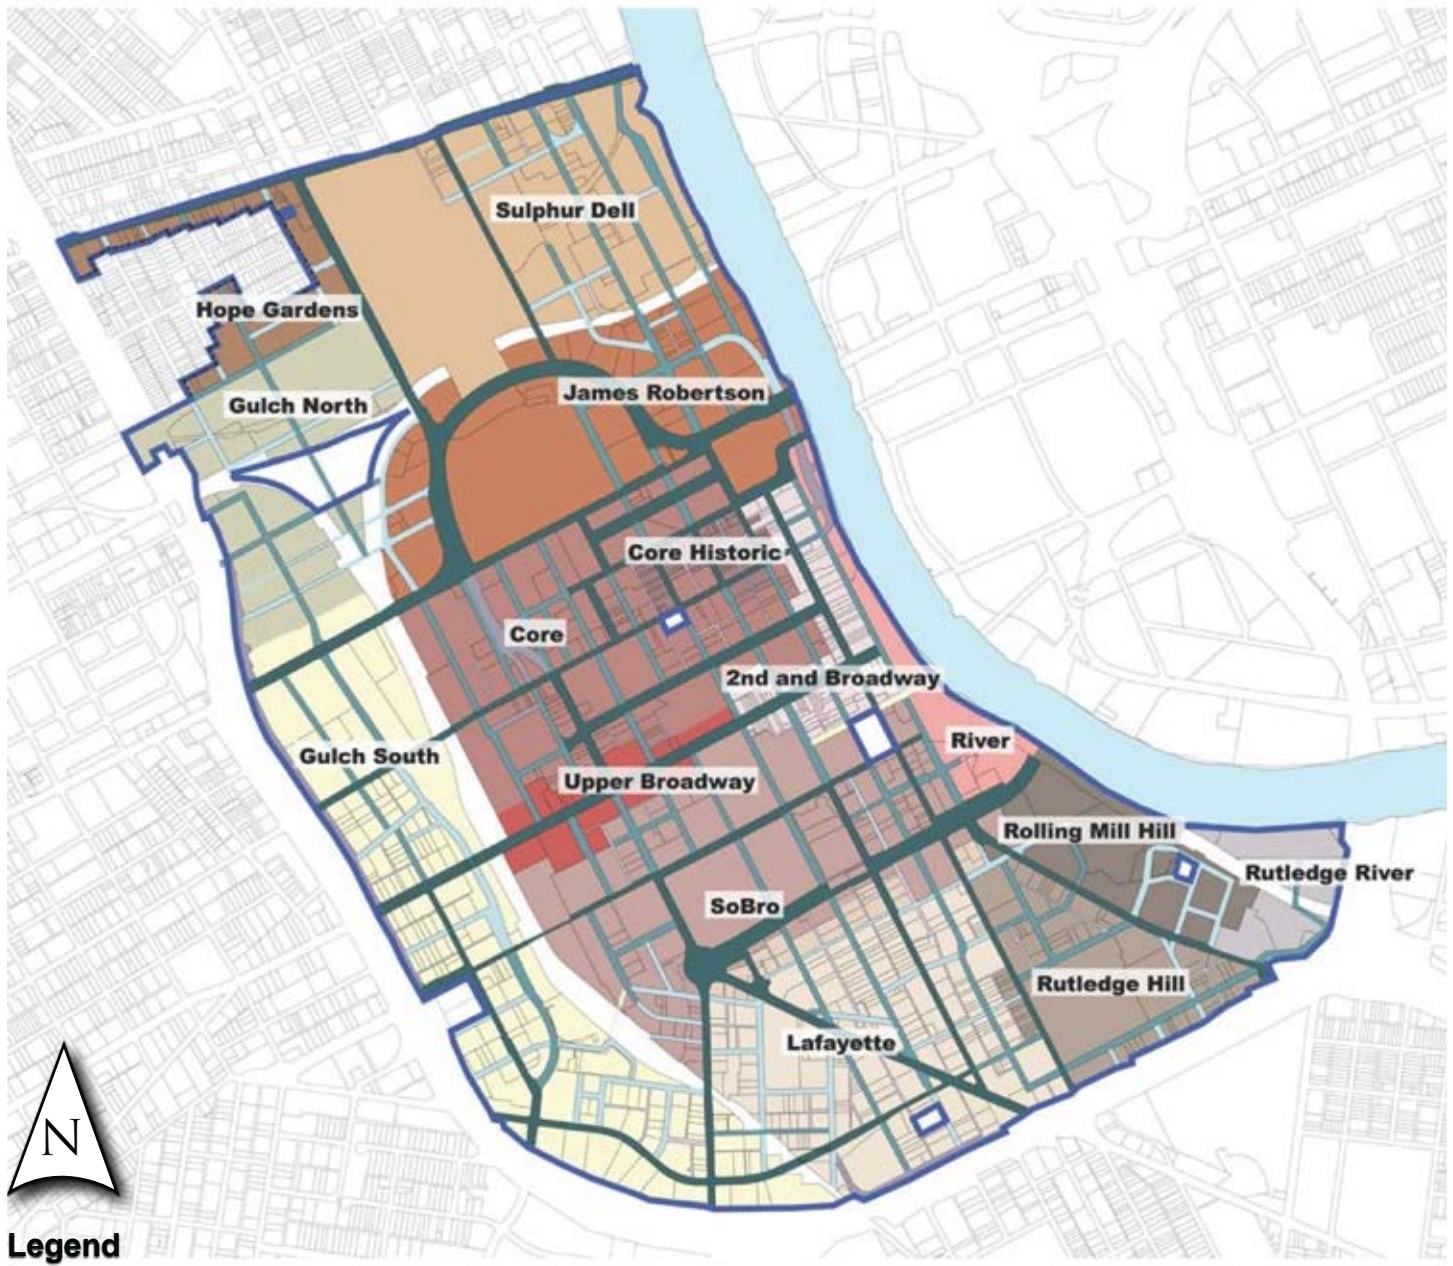 Sulphur Dell
Hope Gardens
James Robertson
Gulch North
Core Historic
Core
2nd and Broadway
River
Gulch South
Upper Broadway
Rolling Mill Hill
Rutledge River
SoBro
Rutledge Hill
Lafayette
N
Legend